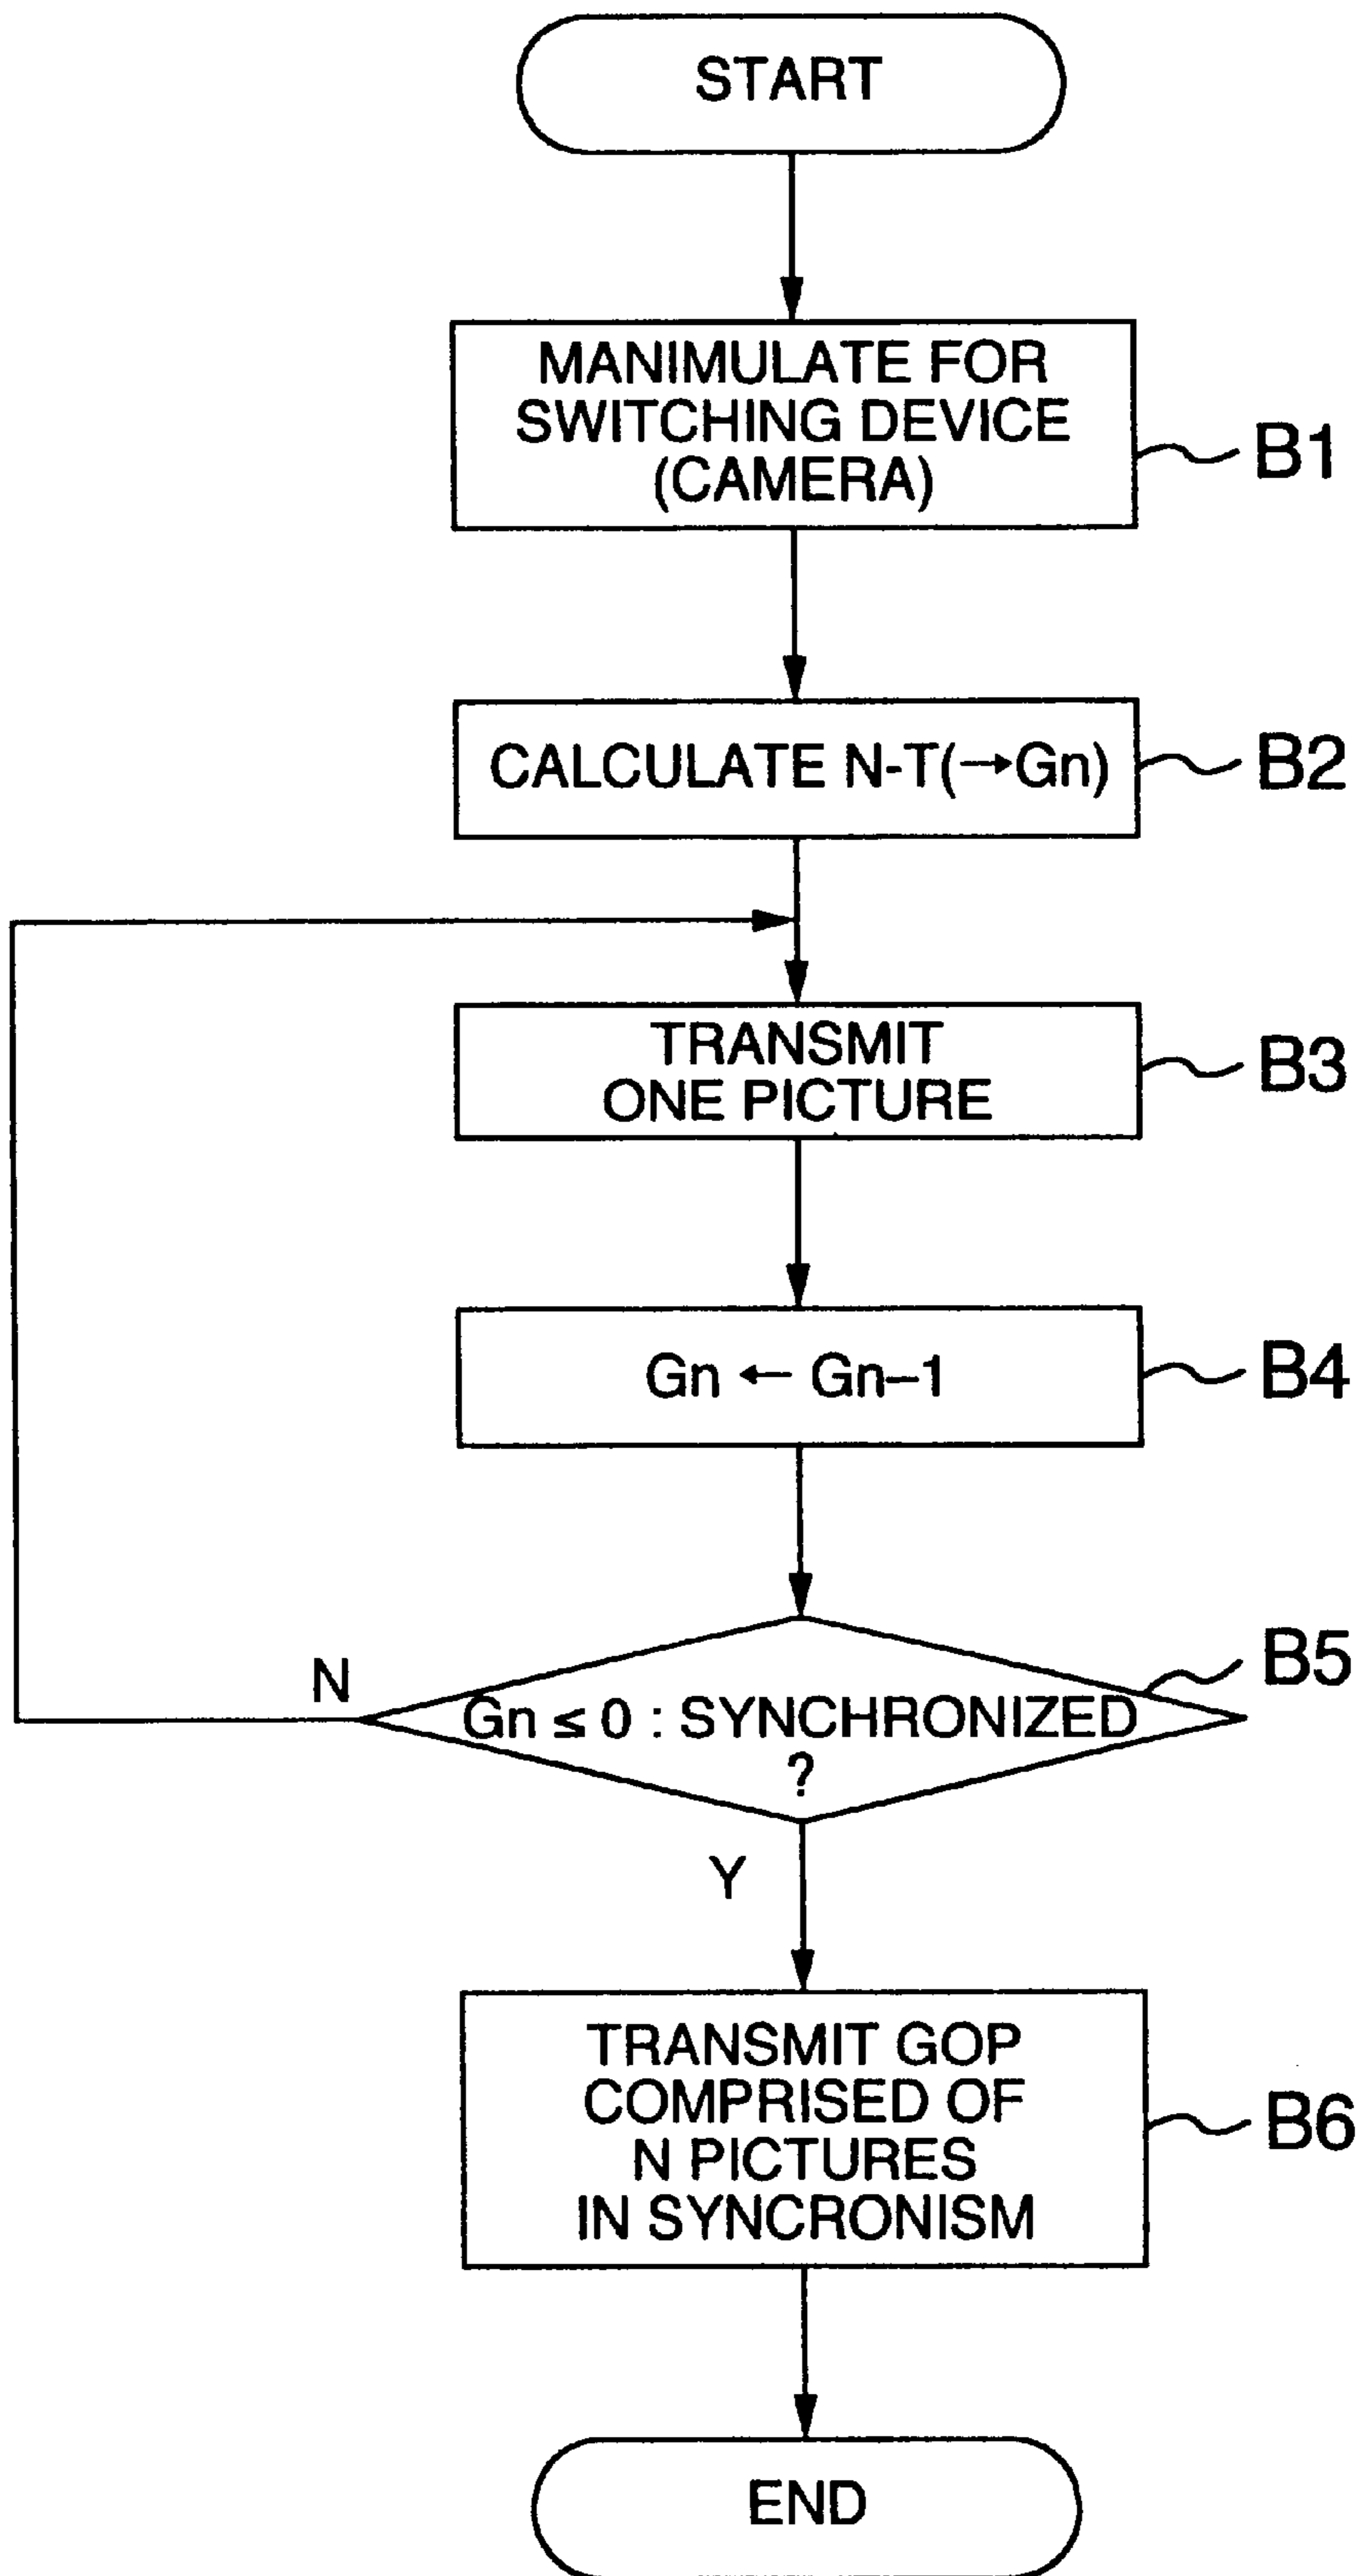 START
MANIMULATE FOR
SWITCHING DEVICE
(CAMERA)
B1
CALCULATE N-T(→Gn)
B2
TRANSMIT
ONE PICTURE
B3
Gn ← Gn–1
B4
B5
N
Gn ≤ 0 : SYNCHRONIZED
?
Y
TRANSMIT GOP
COMPRISED OF
N PICTURES
IN SYNCRONISM
B6
END